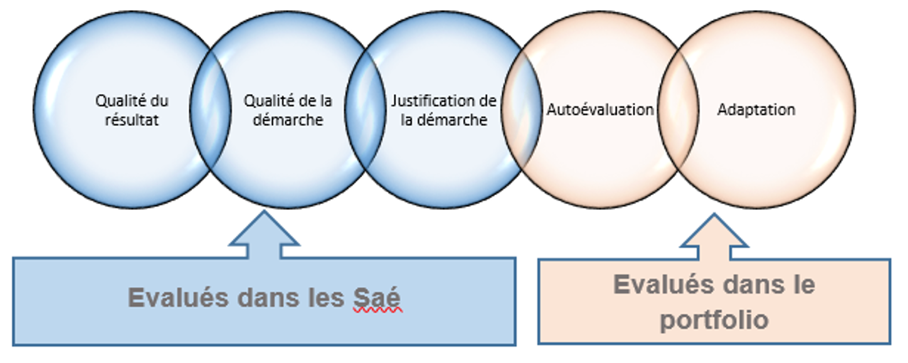 Qualité du
résultat
Qualité de la
démarche
Justification de
la démarche
Autoévaluation
Adaptation
Evalués dans les Saé
Evalués dans le
portfolio